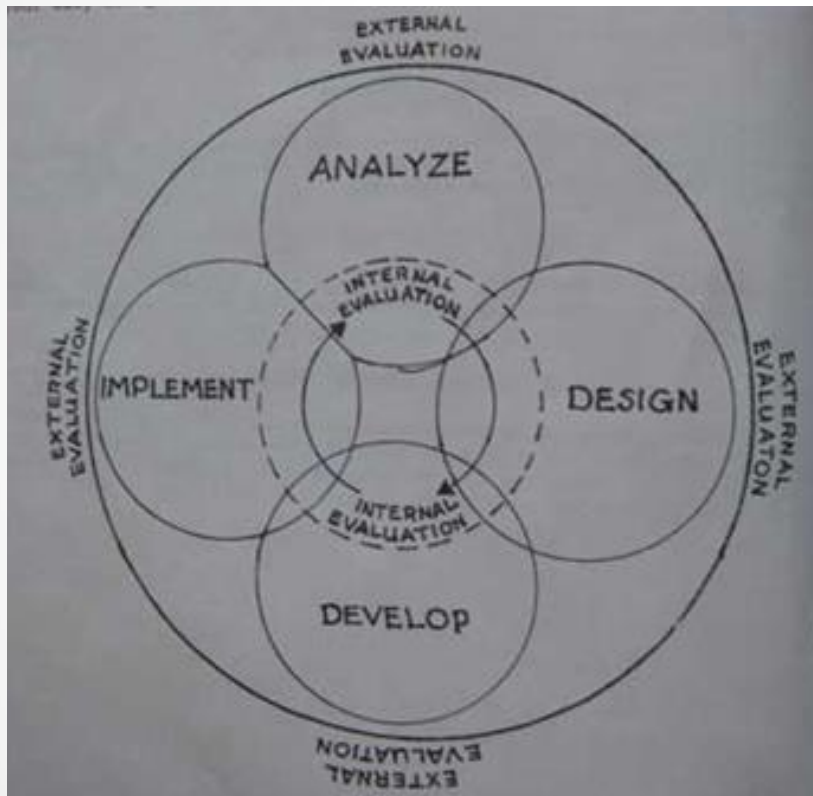 EXTERNAL
EVALUATION
ANALYZE
INTERNAL
EVALUATION
EXTERNAL
EVALUATION
IMPLEMENT
DESIGN
EXTERNAL
EVALUATON
INTERNAL
EVALUATION
DEVELOP
EXTERNAL
EVALUATION